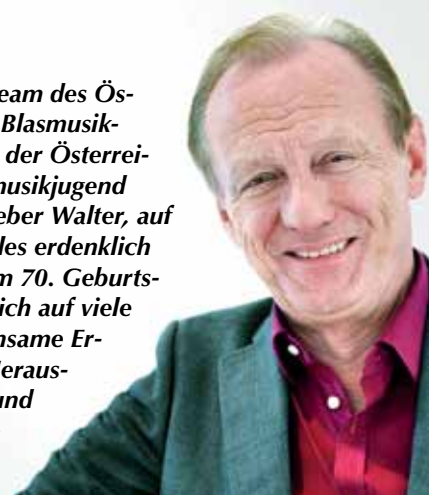 eam des Ös-
Blasmusik-
der Österrei-
musikjugend
eber Walter, auf
les erdenklich
m 70. Geburts-
ich auf viele
nsame Er-
eraus-
und